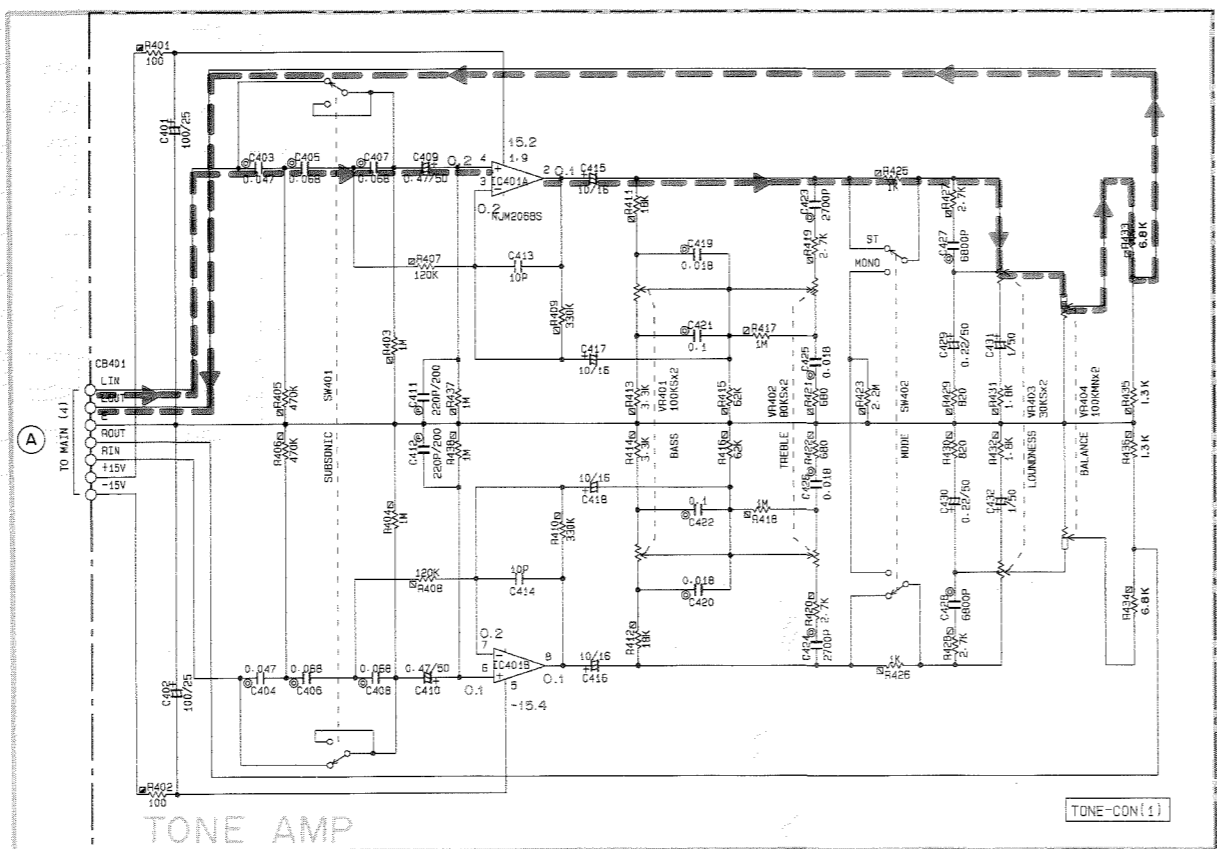 R401
100
C401
100/25
15.2
1,9
C403
0.047
C405
0.068
C407
0.068
C409
0.47/50
0.2
4
3
IC401A
2
0.1
0.2
NJM2068S
C415
10/16
R411
18K
C423
2700P
R419
2.7K
R425
1K
R427
2.7K
C427
6800P
R433
6.8K
ST
MONO
R407
120K
C413
10P
C419
0.018
R409
330K
C421
0.1
R417
1M
C417
10/16
C425
0.018
C429
0.22/50
C431
1/50
R403
1M
CB401
LIN
LOUT
E
ROUT
RIN
+15V
-15V
A
TO MAIN (4)
R405
470K
R406
470K
SW401
SUBSONIC
C411
220P/200
C412
220P/200
R437
1M
R438
1M
R413
3.3K
R414
3.3K
VR401
100KSx2
BASS
R415
62K
R416
62K
VR402
80KSx2
TREBLE
R421
680
R422
680
C426
0.018
R423
2.2M
SW402
MODE
R429
820
R430
820
R431
1.8K
R432
1.8K
VR403
30KSx2
LOUNDNESS
VR404
100KMNx2
BALANCE
R435
1.3K
R436
1.3K
R404
1M
10/16
C418
0.1
C422
1M
R418
C430
0.22/50
C432
1/50
R410
330K
120K
R408
10P
C414
0.018
C420
R412
18K
R420
2.7K
C424
2700P
C428
6800P
R428
2.7K
R434
6.8K
0.2
7
6
IC401B
5
8
0.1
0.1
-15.4
10/16
C416
1K
R426
0.047
C404
0.068
C406
0.068
C408
0.47/50
C410
C402
100/25
R402
100
TONE AMP
TONE-CON(1)